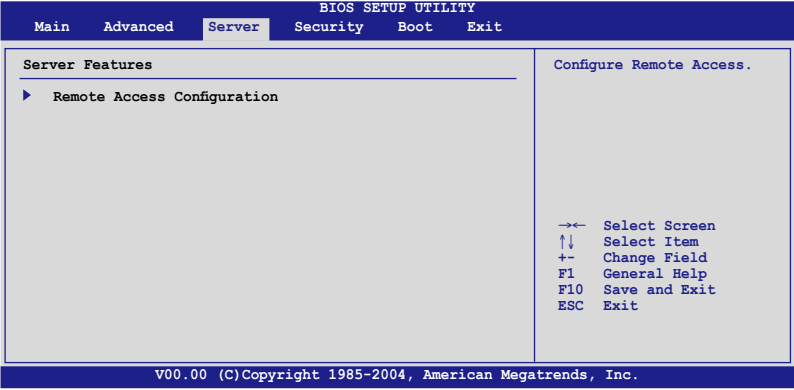 BIOS SETUP UTILITY
Main Advanced Server Security Boot Exit
Server Features
Remote Access Configuration
Configure Remote Access.
→← Select Screen
↑↓ Select Item
+- Change Field
F1 General Help
F10 Save and Exit
ESC Exit
V00.00 (C)Copyright 1985-2004, American Megatrends, Inc.